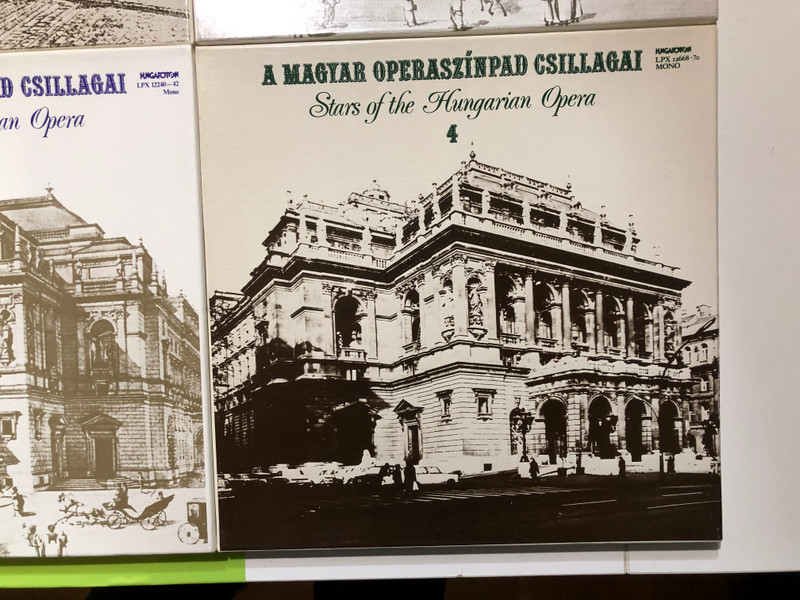 D CSILLAGAI
HUNGAROTON
LPX 12240–42
Mono
an Opera
A MAGYAR OPERASZÍNPAD CSILLAGAI
HUNGAROTON
LPX 12668–70
MONO
Stars of the Hungarian Opera
4